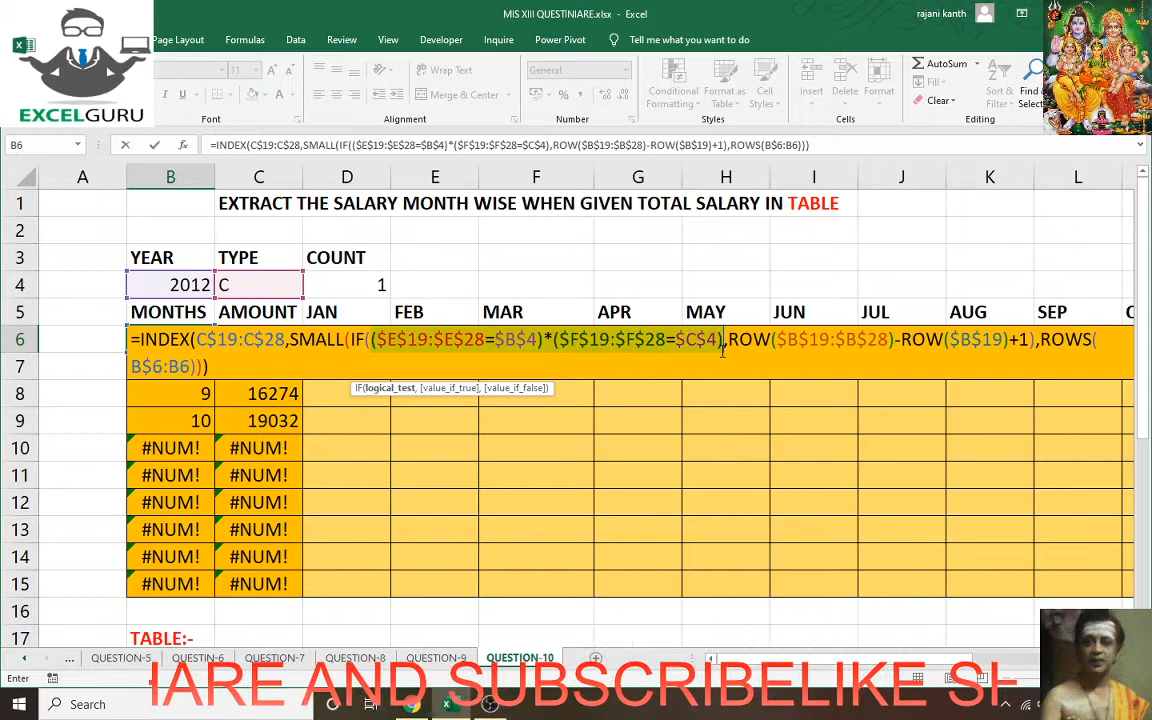 MIS XIII QUESTINIARE.xlsx - Excel
rajani kanth
Page Layout Formulas Data Review View Developer Inquire Power Pivot Tell me what you want to do
EXCELGURU
11 Wrap Text General AutoSum
Merge & Center Conditional Formatting Format as Table Cell Styles Insert Delete Format Fill Clear Sort & Find & Select
Font Alignment Number Styles Cells Editing
B6 =INDEX(C$19:C$28,SMALL(IF(($E$19:$E$28=$B$4)*($F$19:$F$28=$C$4),ROW($B$19:$B$28)-ROW($B$19)+1),ROWS(B$6:B6)))
A B C D E F G H I J K L
1 EXTRACT THE SALARY MONTH WISE WHEN GIVEN TOTAL SALARY IN TABLE
2
3 YEAR TYPE COUNT
4 2012 C 1
5 MONTHS AMOUNT JAN FEB MAR APR MAY JUN JUL AUG SEP
6 =INDEX(C$19:C$28,SMALL(IF(($E$19:$E$28=$B$4)*($F$19:$F$28=$C$4),ROW($B$19:$B$28)-ROW($B$19)+1),ROWS(
7 B$6:B6)))
IF(logical_test, [value_if_true], [value_if_false])
8 9 16274
9 10 19032
10 #NUM! #NUM!
11 #NUM! #NUM!
12 #NUM! #NUM!
13 #NUM! #NUM!
14 #NUM! #NUM!
15 #NUM! #NUM!
16
17 TABLE:-
... QUESTION-5 QUESTIN-6 QUESTION-7 QUESTION-8 QUESTION-9 QUESTION-10
Enter
HARE AND SUBSCRIBELIKE SH
Search